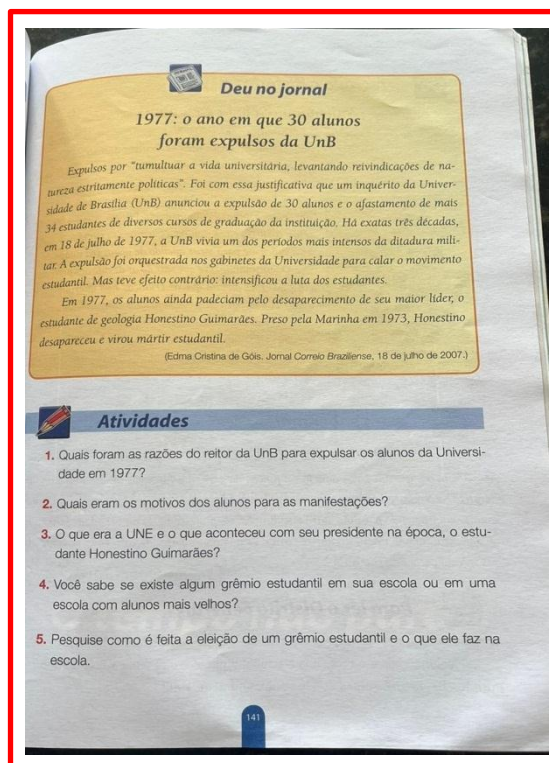 Deu no jornal
1977: o ano em que 30 alunos
foram expulsos da UnB
Expulsos por "tumultuar a vida universitária, levantando reivindicações de na-
tureza estritamente políticas". Foi com essa justificativa que um inquérito da Univer-
sidade de Brasília (UnB) anunciou a expulsão de 30 alunos e o afastamento de mais
34 estudantes de diversos cursos de graduação da instituição. Há exatas três décadas,
em 18 de julho de 1977, a UnB vivia um dos períodos mais intensos da ditadura mili-
tar. A expulsão foi orquestrada nos gabinetes da Universidade para calar o movimento
estudantil. Mas teve efeito contrário: intensificou a luta dos estudantes.
Em 1977, os alunos ainda padeciam pelo desaparecimento de seu maior líder, o
estudante de geologia Honestino Guimarães. Preso pela Marinha em 1973, Honestino
desapareceu e virou mártir estudantil.
(Edma Cristina de Góis. Jornal Correio Braziliense, 18 de julho de 2007.)
Atividades
1. Quais foram as razões do reitor da UnB para expulsar os alunos da Universi-
dade em 1977?
2. Quais eram os motivos dos alunos para as manifestações?
3. O que era a UNE e o que aconteceu com seu presidente na época, o estu-
dante Honestino Guimarães?
4. Você sabe se existe algum grêmio estudantil em sua escola ou em uma
escola com alunos mais velhos?
5. Pesquise como é feita a eleição de um grêmio estudantil e o que ele faz na
escola.
141